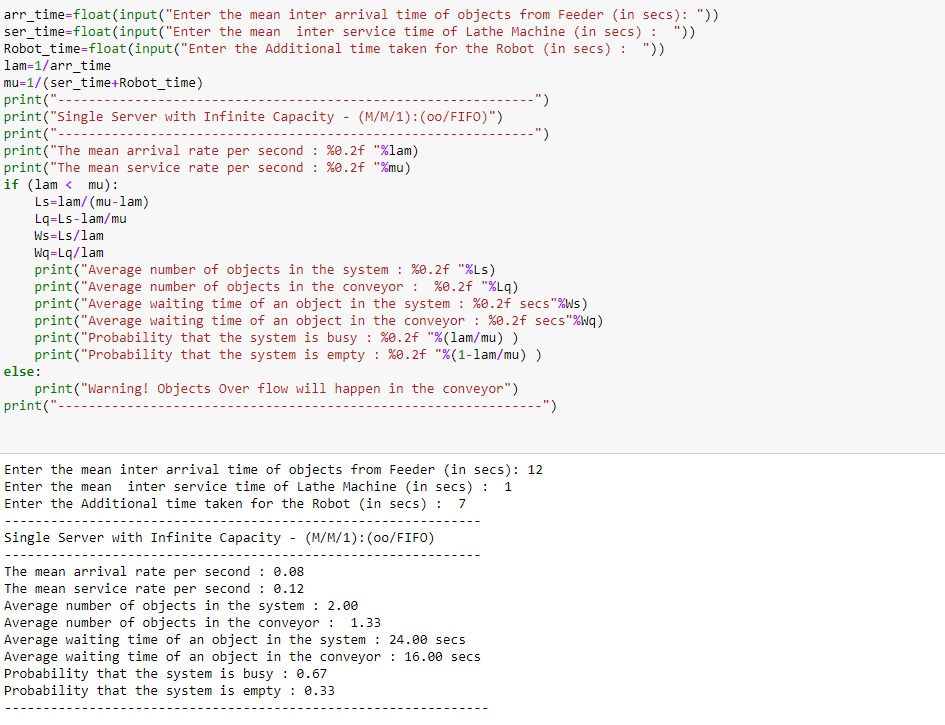 arr_time=float(input("Enter the mean inter arrival time of objects from Feeder (in secs): "))
ser_time=float(input("Enter the mean  inter service time of Lathe Machine (in secs) :  "))
Robot_time=float(input("Enter the Additional time taken for the Robot (in secs) :  "))
lam=1/arr_time
mu=1/(ser_time+Robot_time)
print("--------------------------------------------------------------")
print("Single Server with Infinite Capacity - (M/M/1):(oo/FIFO)")
print("--------------------------------------------------------------")
print("The mean arrival rate per second : %0.2f "%lam)
print("The mean service rate per second : %0.2f "%mu)
if (lam <  mu):
    Ls=lam/(mu-lam)
    Lq=Ls-lam/mu
    Ws=Ls/lam
    Wq=Lq/lam
    print("Average number of objects in the system : %0.2f "%Ls)
    print("Average number of objects in the conveyor :  %0.2f "%Lq)
    print("Average waiting time of an object in the system : %0.2f secs"%Ws)
    print("Average waiting time of an object in the conveyor : %0.2f secs"%Wq)
    print("Probability that the system is busy : %0.2f "%(lam/mu) )
    print("Probability that the system is empty : %0.2f "%(1-lam/mu) )
else:
    print("Warning! Objects Over flow will happen in the conveyor")
print("---------------------------------------------------------------")
Enter the mean inter arrival time of objects from Feeder (in secs): 12
Enter the mean  inter service time of Lathe Machine (in secs) :  1
Enter the Additional time taken for the Robot (in secs) :  7
--------------------------------------------------------------
Single Server with Infinite Capacity - (M/M/1):(oo/FIFO)
--------------------------------------------------------------
The mean arrival rate per second : 0.08
The mean service rate per second : 0.12
Average number of objects in the system : 2.00
Average number of objects in the conveyor :  1.33
Average waiting time of an object in the system : 24.00 secs
Average waiting time of an object in the conveyor : 16.00 secs
Probability that the system is busy : 0.67
Probability that the system is empty : 0.33
---------------------------------------------------------------